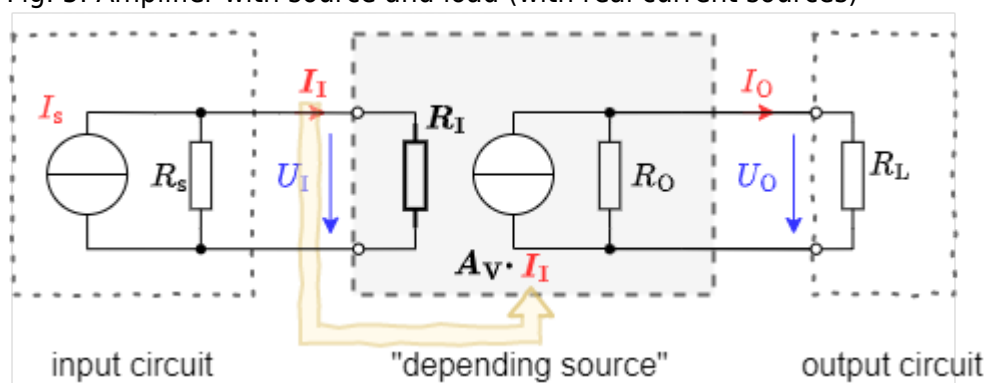 Fig. 5: Amplifier with source and load (with real current sources)
I_s
R_s
I_I
U_I
R_I
R_O
A_V · I_I
I_O
U_O
R_L
input circuit
"depending source"
output circuit